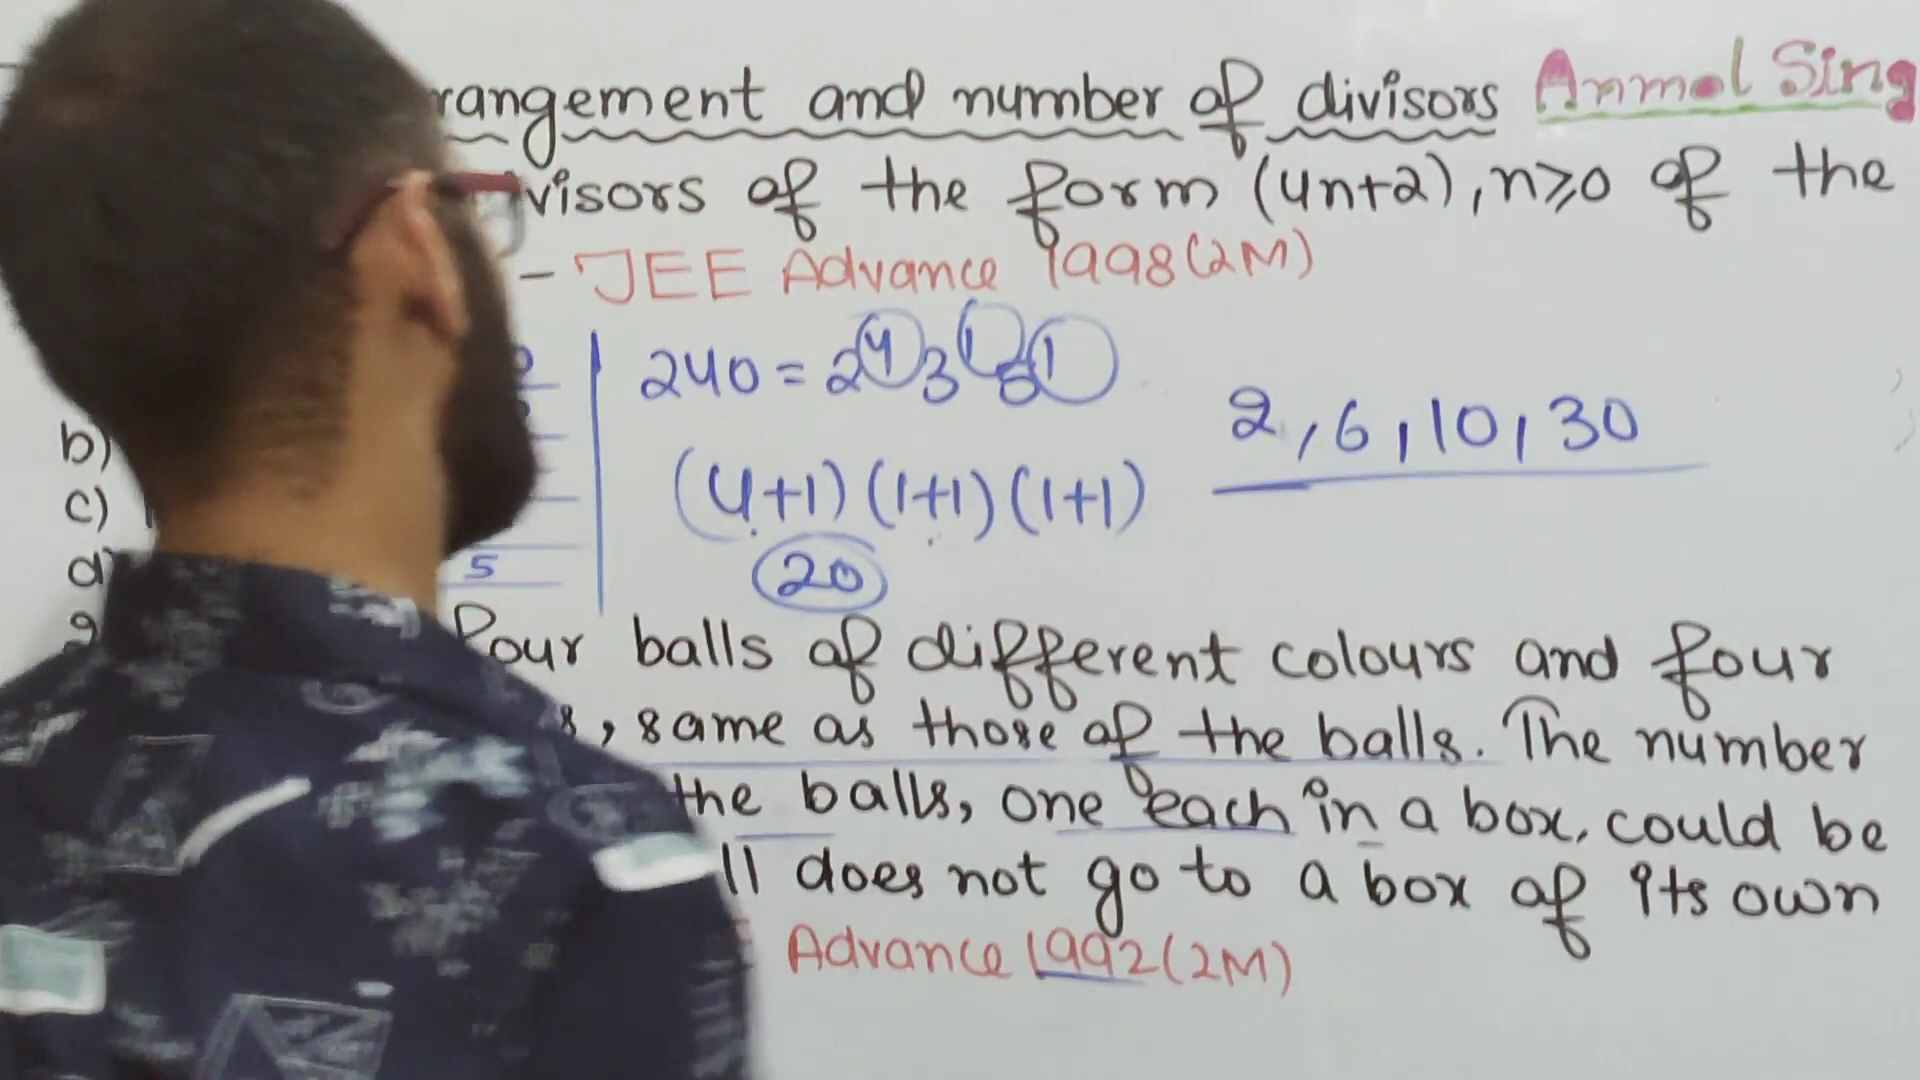 rangement and number of divisors Anmol Sing
visors of the form (4n+2), n≥0 of the
– JEE Advance 1998(2M)
240 = 2⁴3¹5¹
2, 6, 10, 30
b)
(4+1)(1+1)(1+1)
c)
d)
5
20
2
four balls of different colours and four
s, same as those of the balls. The number
the balls, one each in a box, could be
ll does not go to a box of its own
Advance 1992(2M)